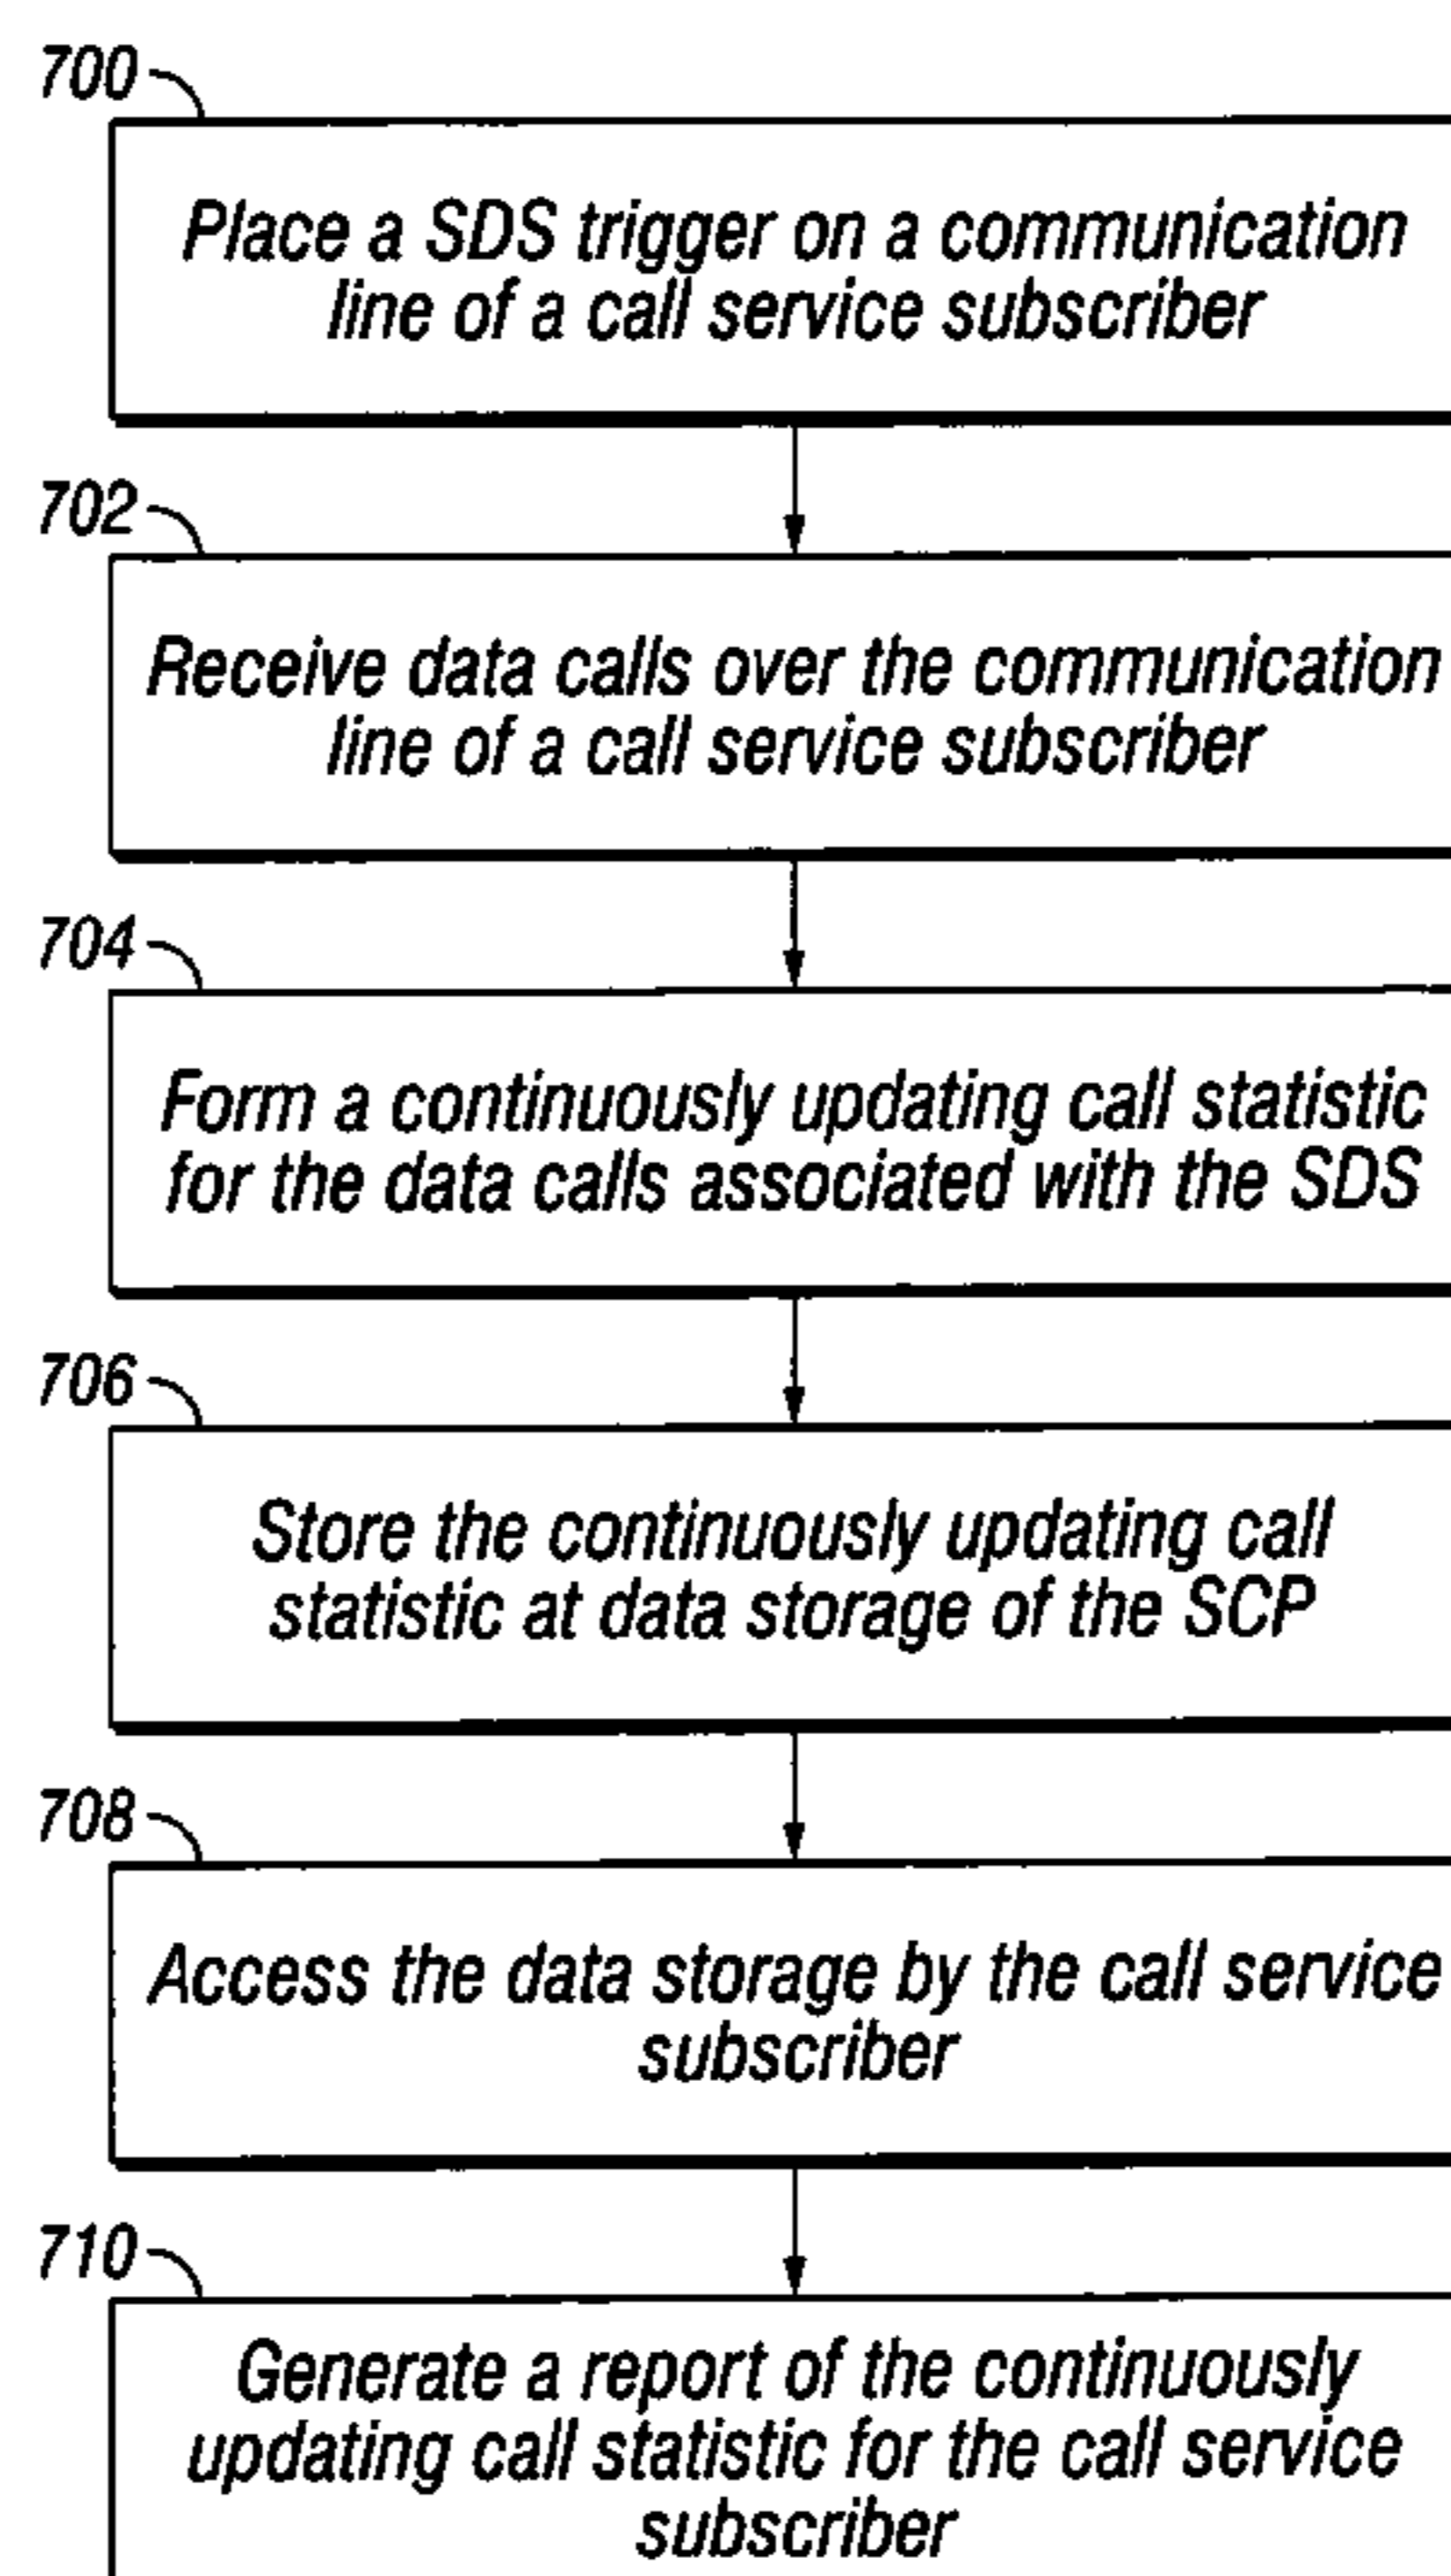 700
Place a SDS trigger on a communication
line of a call service subscriber
702
Receive data calls over the communication
line of a call service subscriber
704
Form a continuously updating call statistic
for the data calls associated with the SDS
706
Store the continuously updating call
statistic at data storage of the SCP
708
Access the data storage by the call service
subscriber
710
Generate a report of the continuously
updating call statistic for the call service
subscriber